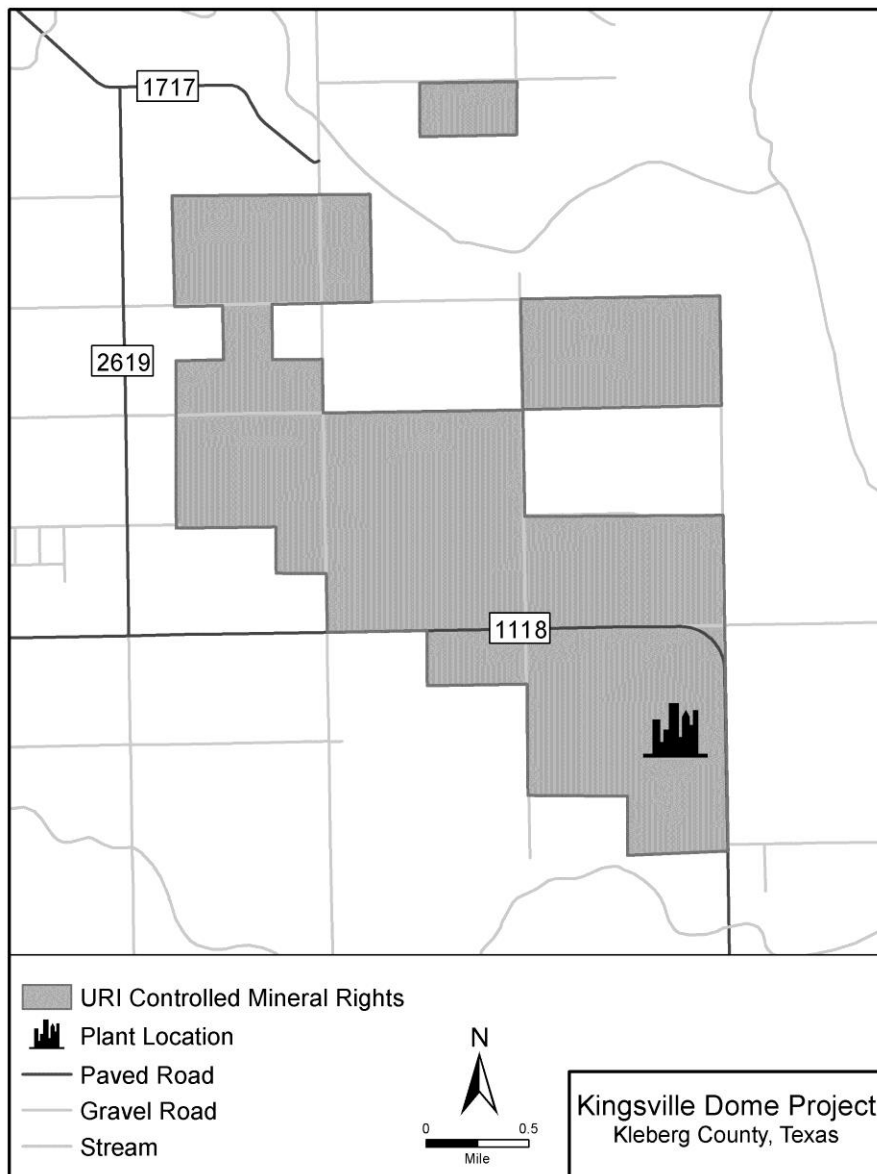 1717
2619
1118
URI Controlled Mineral Rights
Plant Location
Paved Road
Gravel Road
Stream
N
0 0.5
Mile
Kingsville Dome Project
Kleberg County, Texas